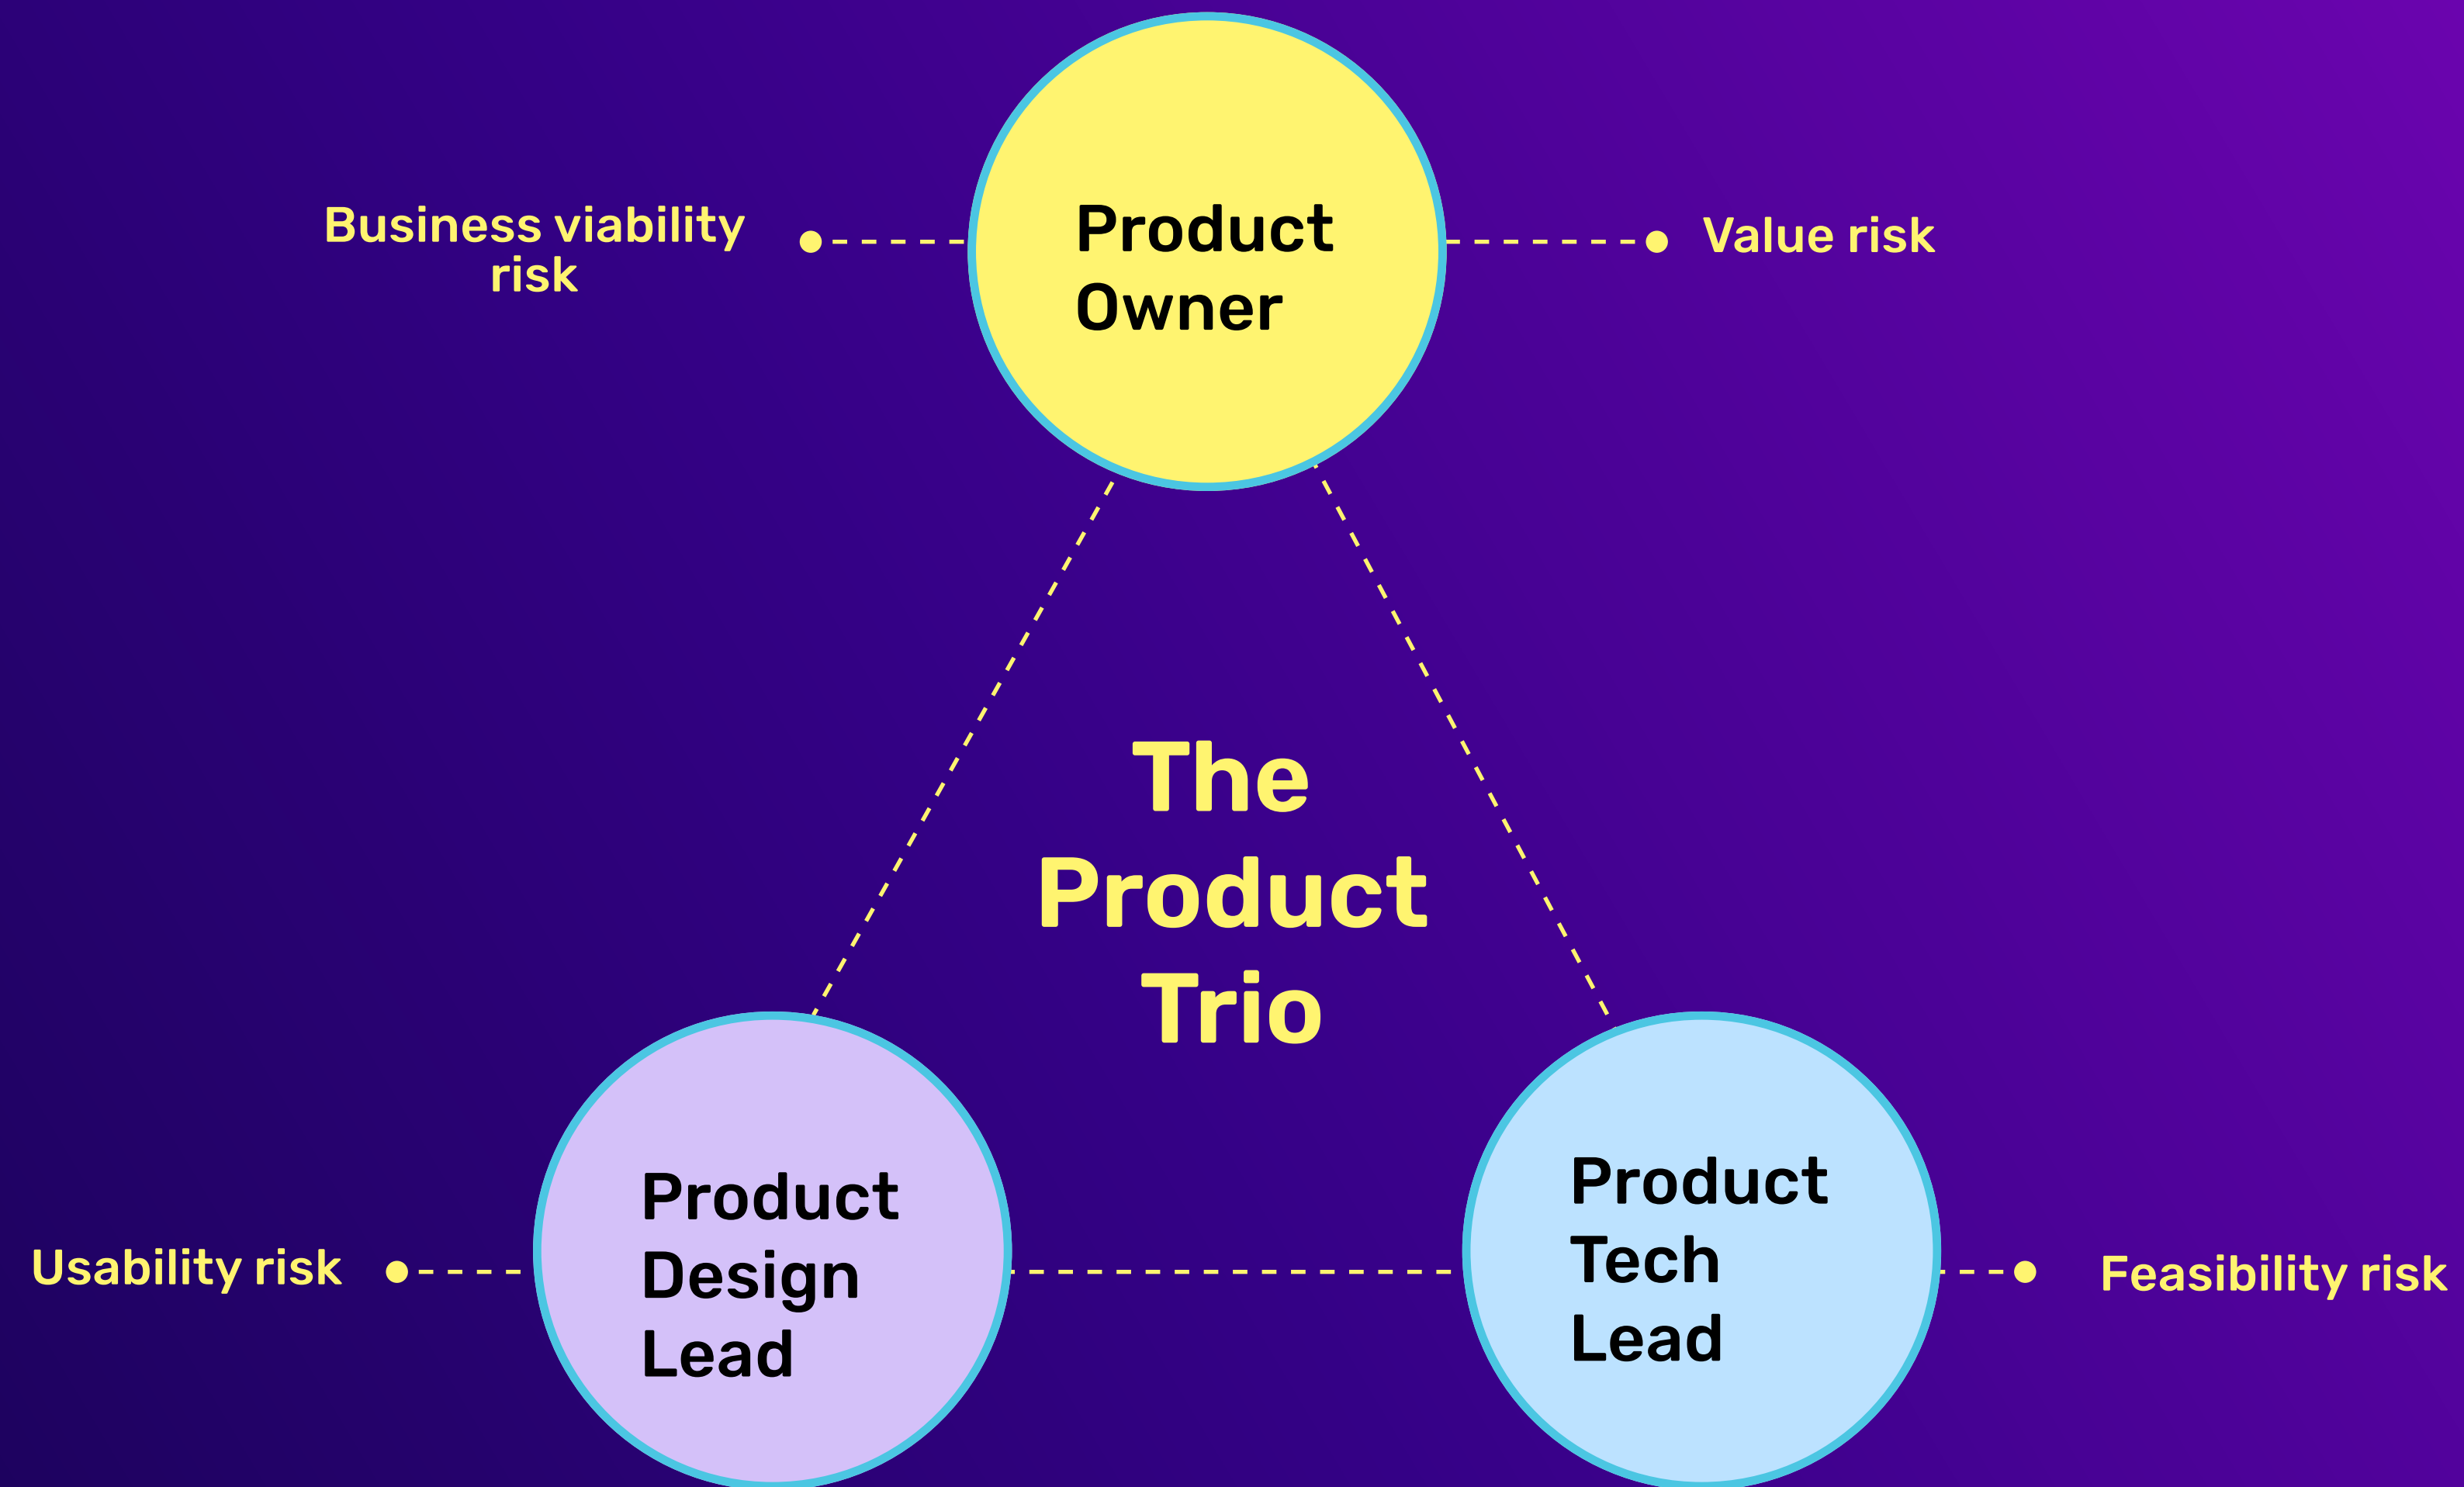 Business viability
risk
Product
Owner
Value risk
The
Product
Trio
Usability risk
Product
Design
Lead
Product
Tech
Lead
Feasibility risk